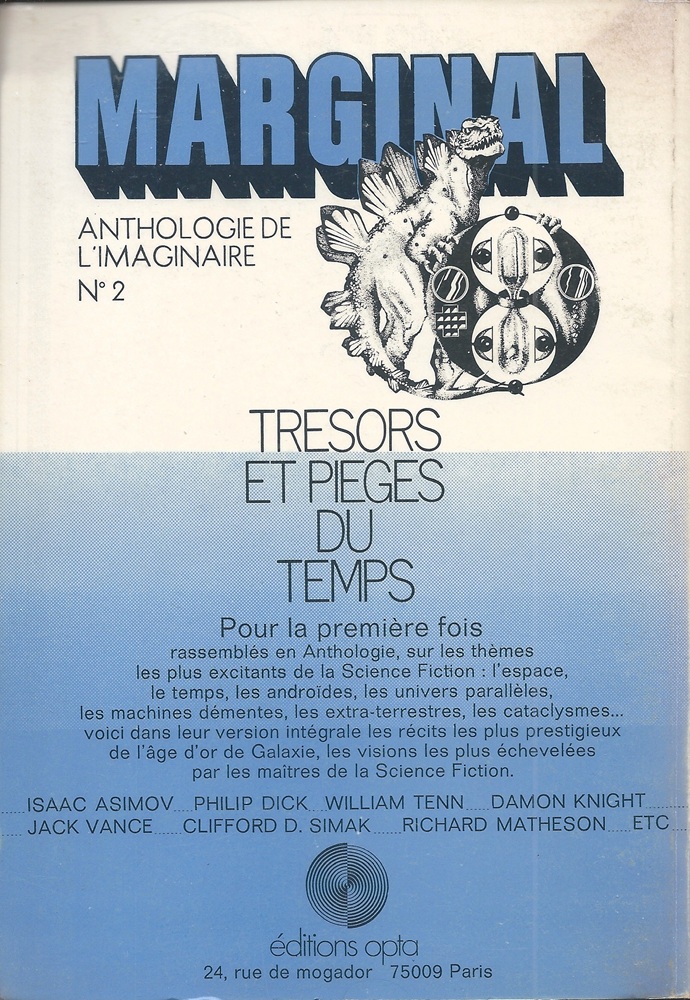 MARGINAL
ANTHOLOGIE DE
L'IMAGINAIRE
N° 2
TRESORS
ET PIEGES
DU
TEMPS
Pour la première fois
rassemblés en Anthologie, sur les thèmes
les plus excitants de la Science Fiction : l'espace,
le temps, les androïdes, les univers parallèles,
les machines démentes, les extra-terrestres, les cataclysmes...
voici dans leur version intégrale les récits les plus prestigieux
de l'âge d'or de Galaxie, les visions les plus échevelées
par les maîtres de la Science Fiction.
....ISAAC ASIMOV....PHILIP DICK....WILLIAM TENN....DAMON KNIGHT........
....JACK VANCE.....CLIFFORD D. SIMAK.....RICHARD MATHESON....ETC....
éditions opta
24, rue de mogador 75009 Paris